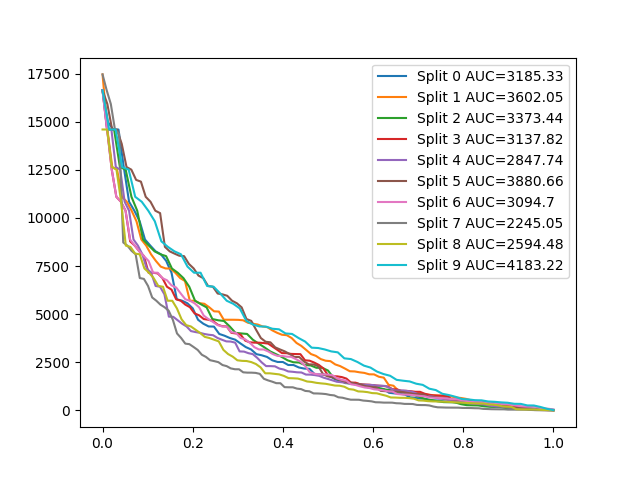 17500
15000
12500
10000
7500
5000
2500
0
0.0 0.2 0.4 0.6 0.8 1.0
Split 0 AUC=3185.33
Split 1 AUC=3602.05
Split 2 AUC=3373.44
Split 3 AUC=3137.82
Split 4 AUC=2847.74
Split 5 AUC=3880.66
Split 6 AUC=3094.7
Split 7 AUC=2245.05
Split 8 AUC=2594.48
Split 9 AUC=4183.22